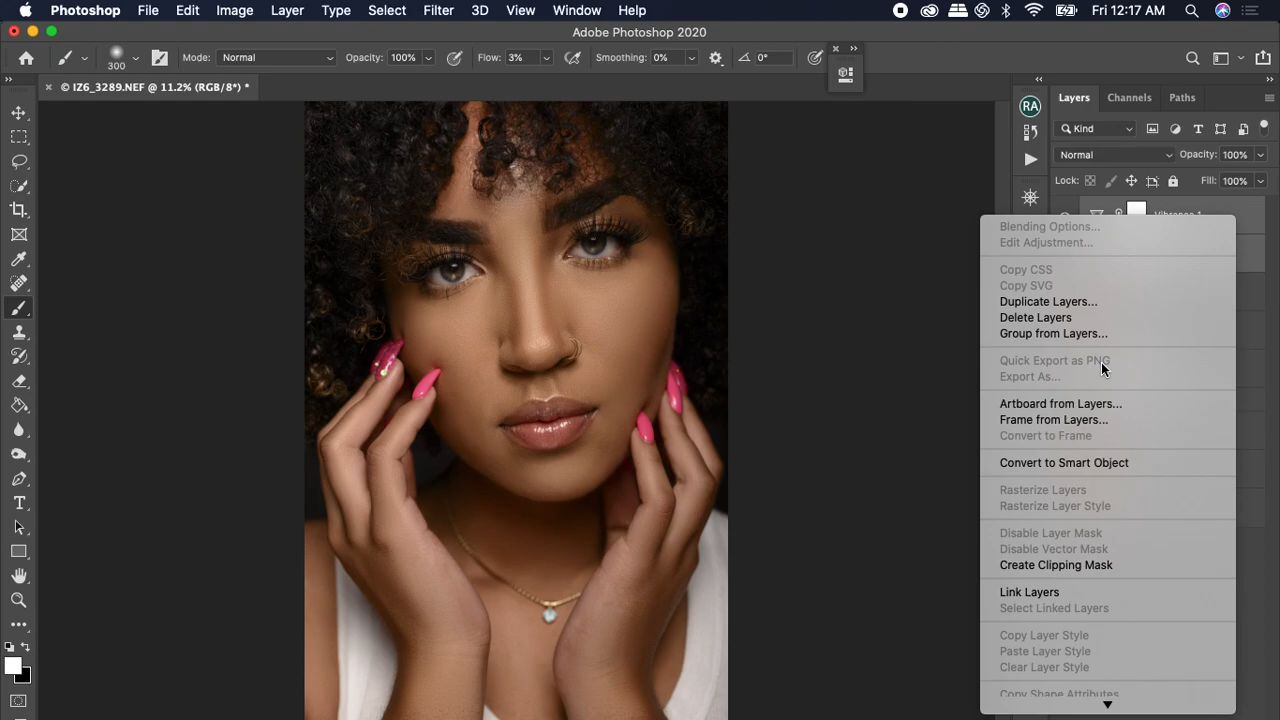 Photoshop File Edit Image Layer Type Select Filter 3D View Window Help Fri 12:17 AM
Adobe Photoshop 2020
300 Mode: Normal Opacity: 100% Flow: 3% Smoothing: 0% 0°
× © IZ6_3289.NEF @ 11.2% (RGB/8*) *
Layers Channels Paths
RA
Kind
Normal Opacity: 100%
Lock: Fill: 100%
Vibrance 1
Blending Options...
Edit Adjustment...
Copy CSS
Copy SVG
Duplicate Layers...
Delete Layers
Group from Layers...
Quick Export as PNG
Export As...
Artboard from Layers...
Frame from Layers...
Convert to Frame
Convert to Smart Object
Rasterize Layers
Rasterize Layer Style
Disable Layer Mask
Disable Vector Mask
Create Clipping Mask
Link Layers
Select Linked Layers
Copy Layer Style
Paste Layer Style
Clear Layer Style
Copy Shape Attributes